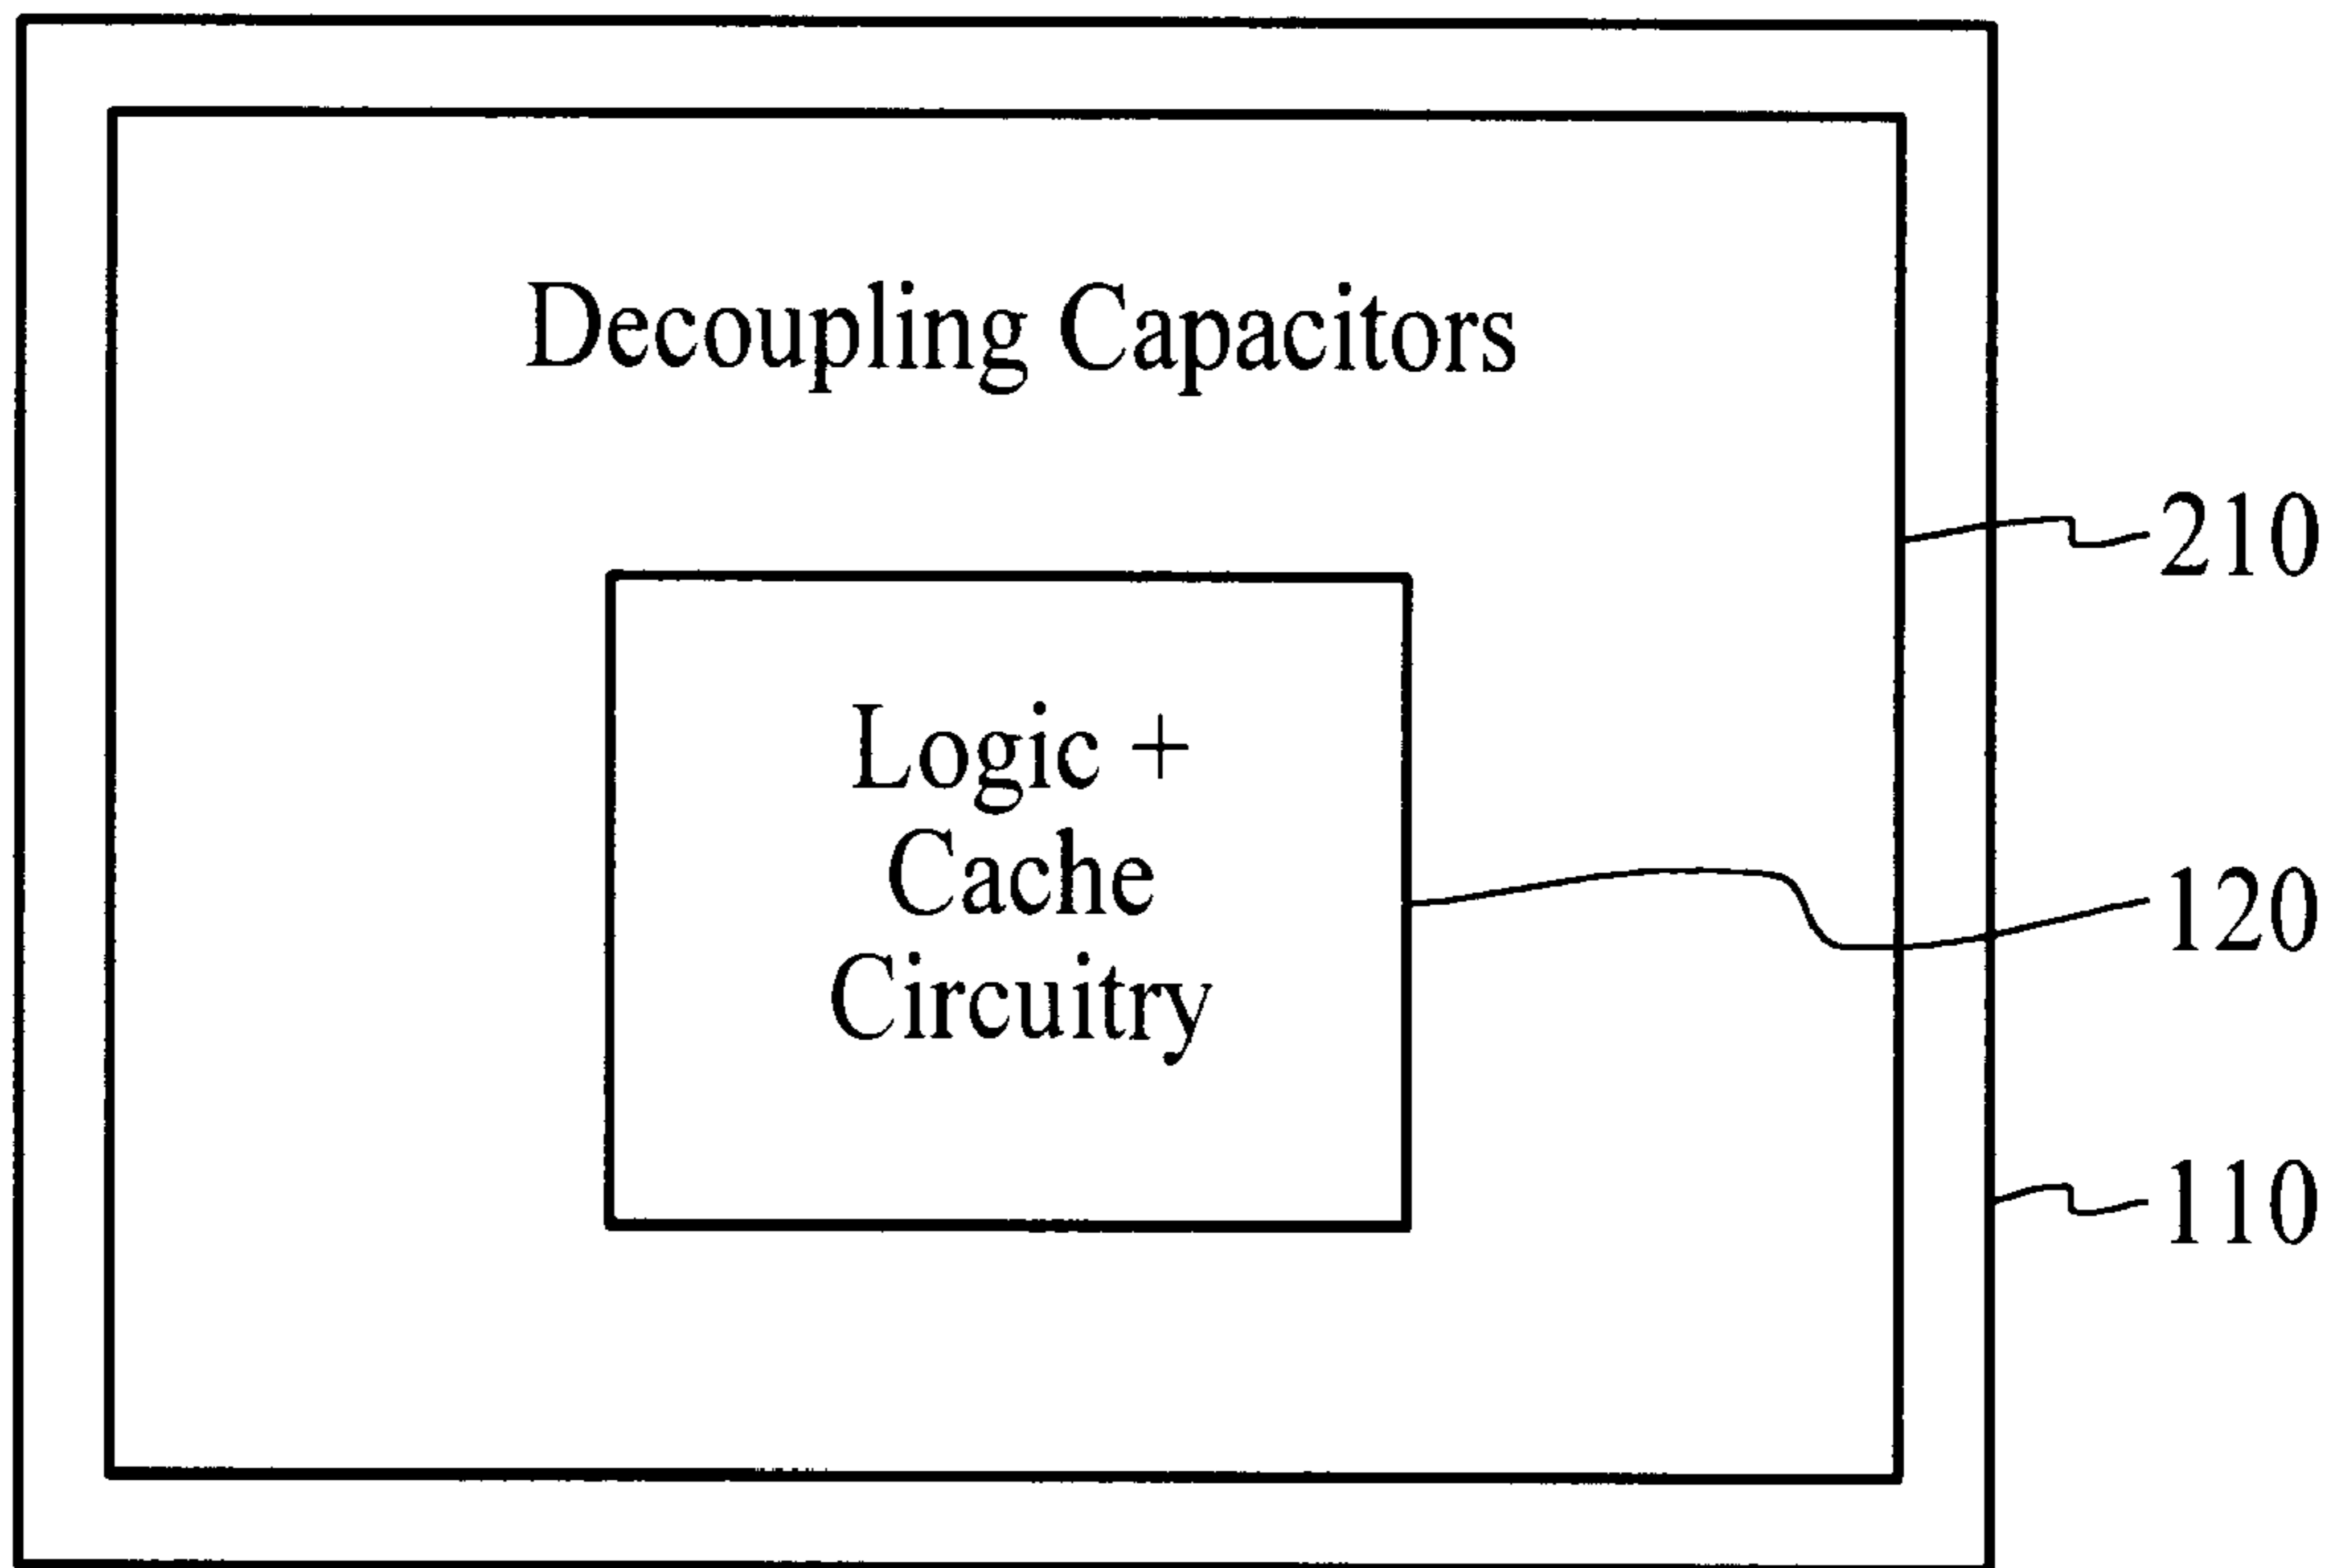 Decoupling Capacitors
210
Logic +
Cache
Circuitry
120
110